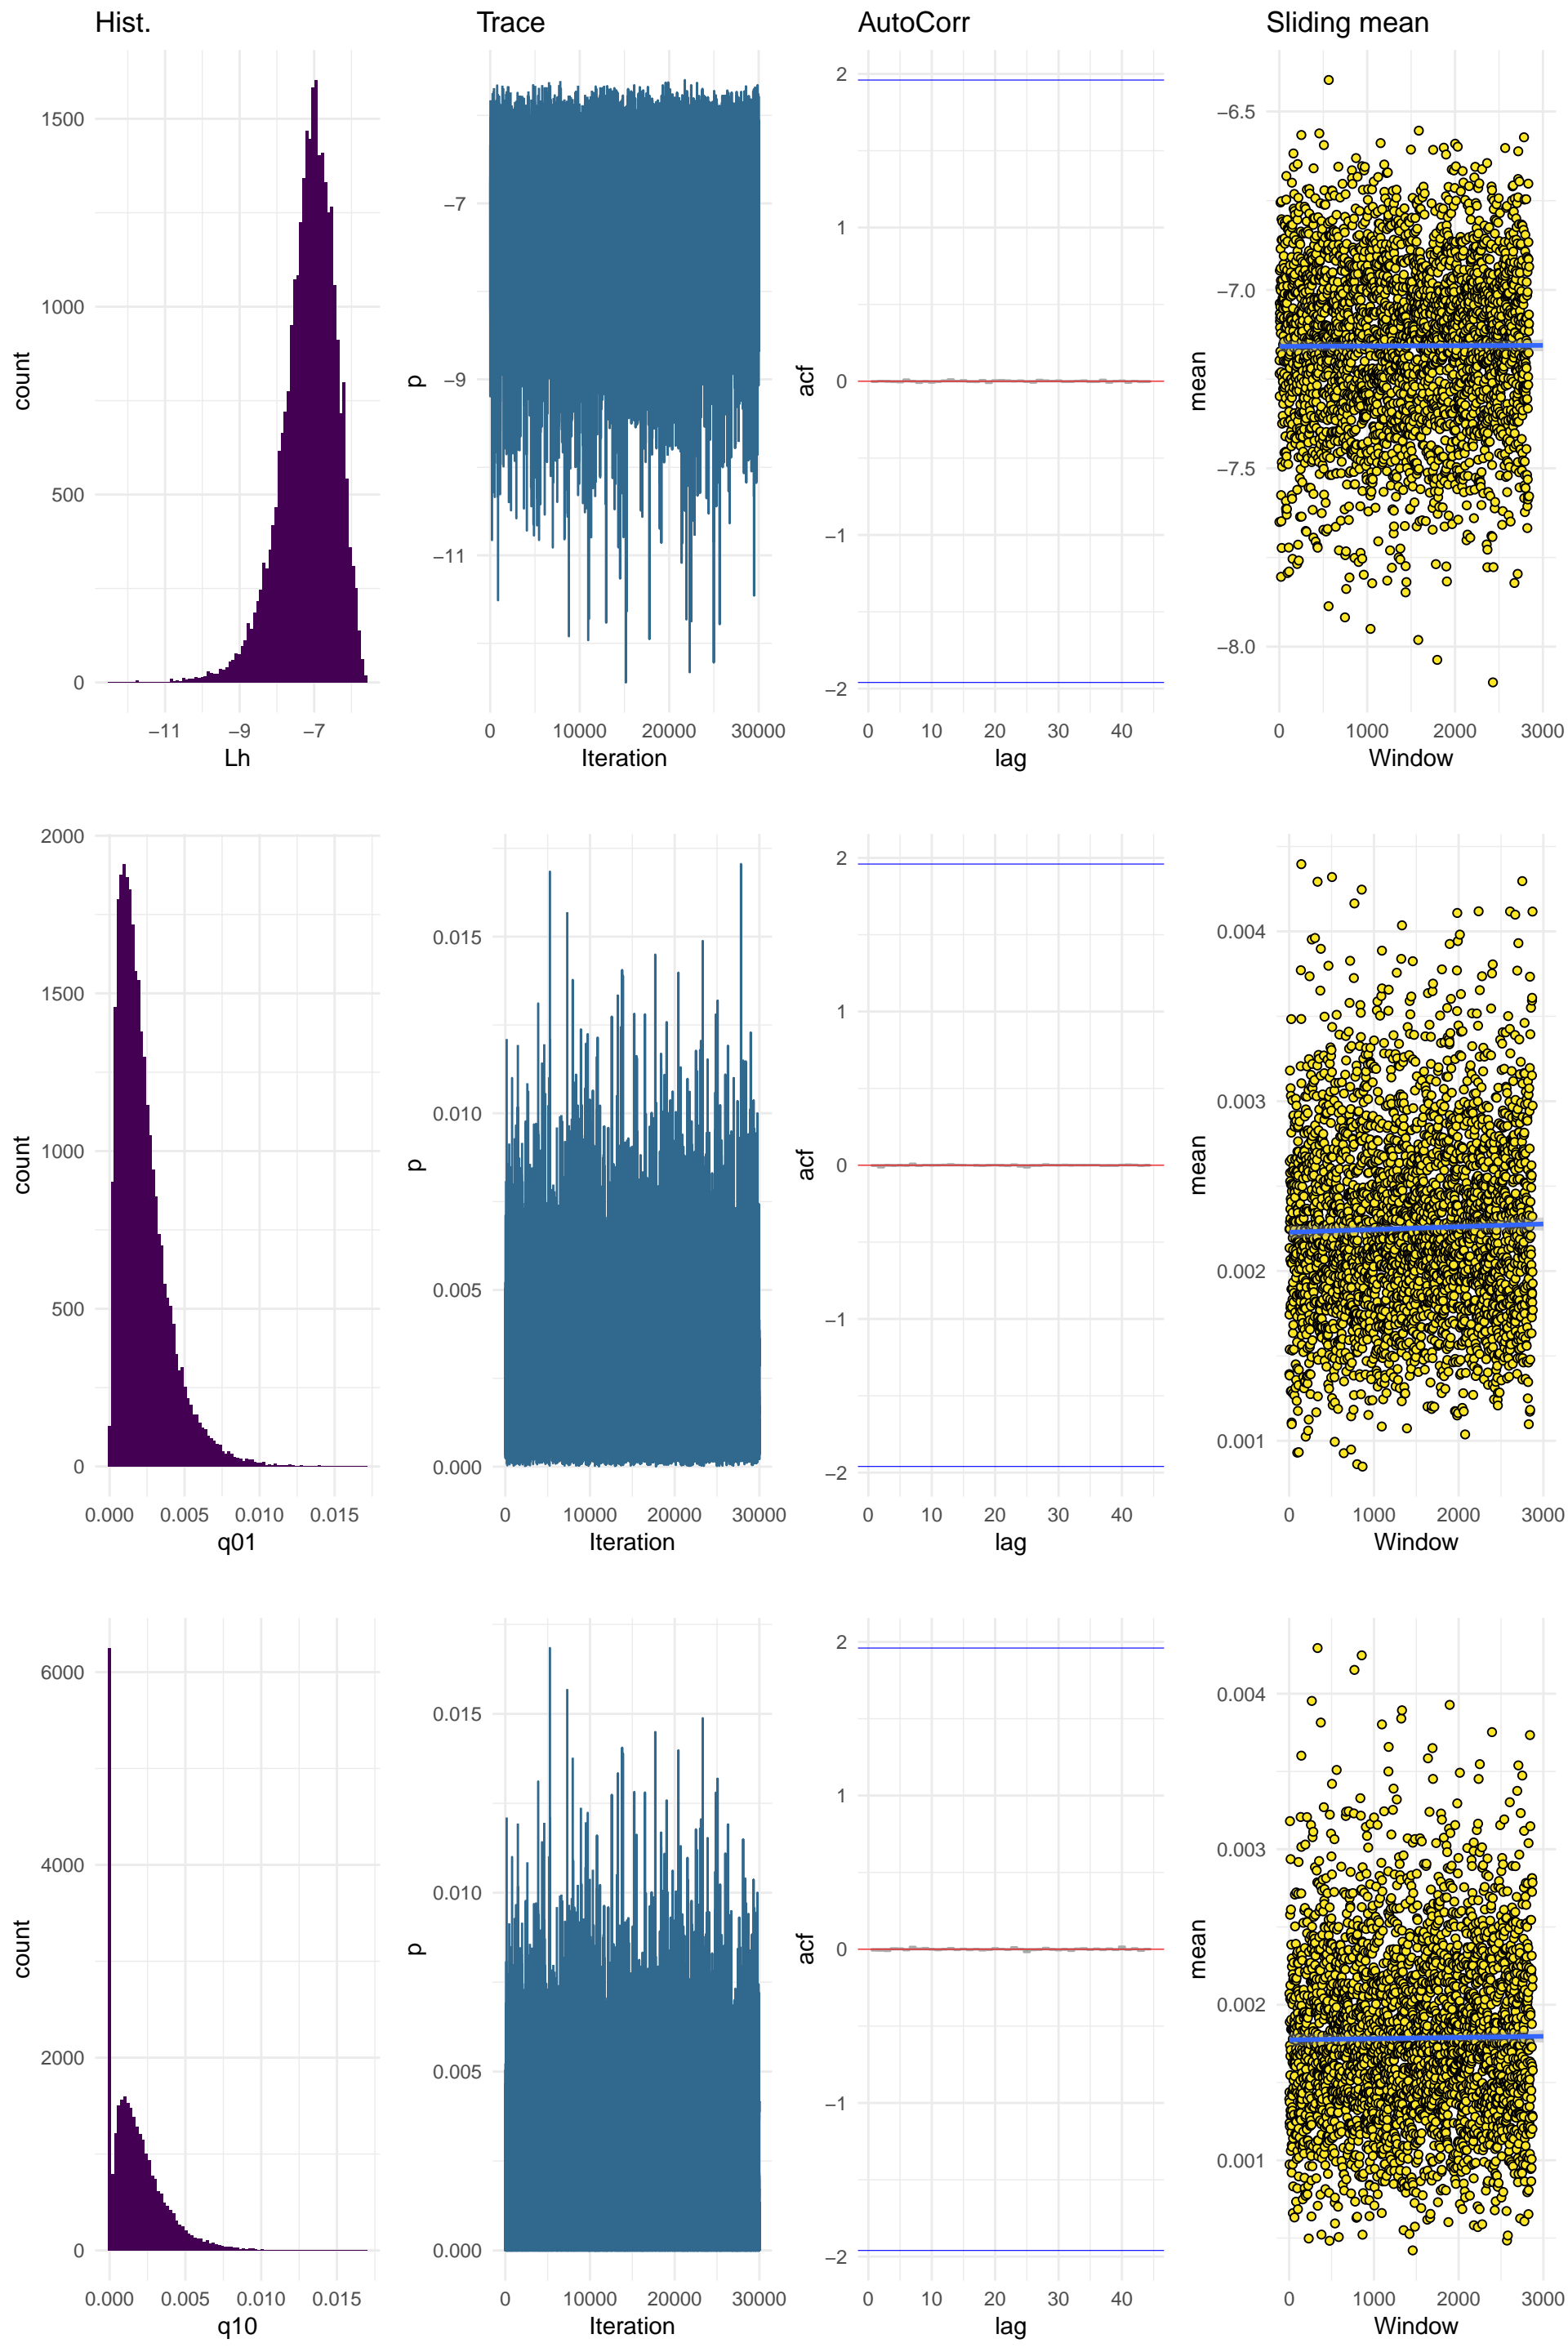 Hist.
Trace
AutoCorr
Sliding mean
count
1500
1000
500
0
−11 −9 −7
Lh
p
−7
−9
−11
0 10000 20000 30000
Iteration
acf
2
1
0
−1
−2
0 10 20 30 40
lag
mean
−6.5
−7.0
−7.5
−8.0
0 1000 2000 3000
Window
count
2000
1500
1000
500
0
0.000 0.005 0.010 0.015
q01
p
0.015
0.010
0.005
0.000
0 10000 20000 30000
Iteration
acf
2
1
0
−1
−2
0 10 20 30 40
lag
mean
0.004
0.003
0.002
0.001
0 1000 2000 3000
Window
count
6000
4000
2000
0
0.000 0.005 0.010 0.015
q10
p
0.015
0.010
0.005
0.000
0 10000 20000 30000
Iteration
acf
2
1
0
−1
−2
0 10 20 30 40
lag
mean
0.004
0.003
0.002
0.001
0 1000 2000 3000
Window